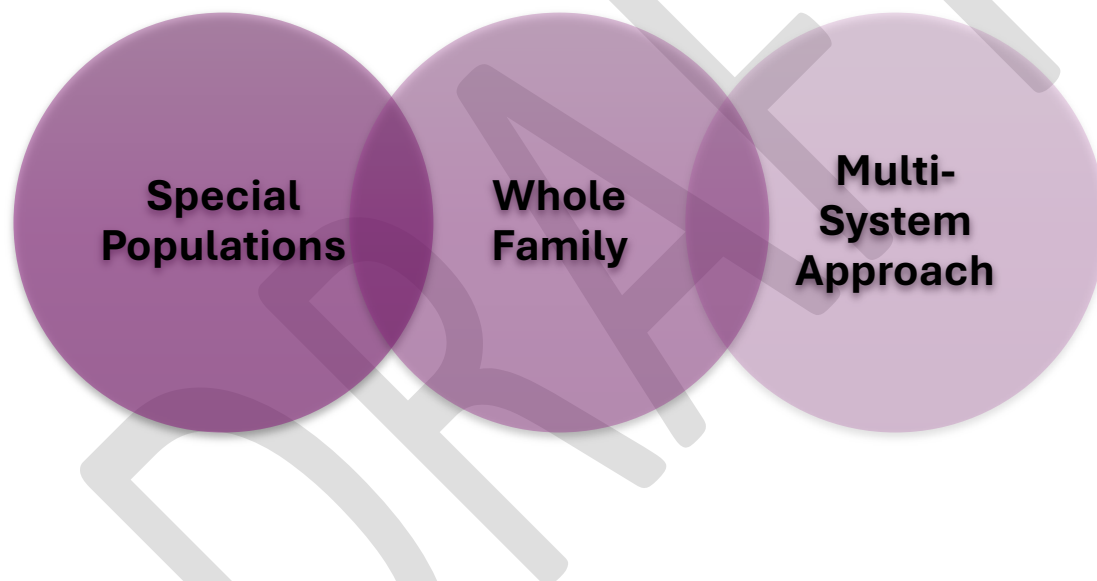 Special
Populations
Whole
Family
Multi-
System
Approach
DRAFT